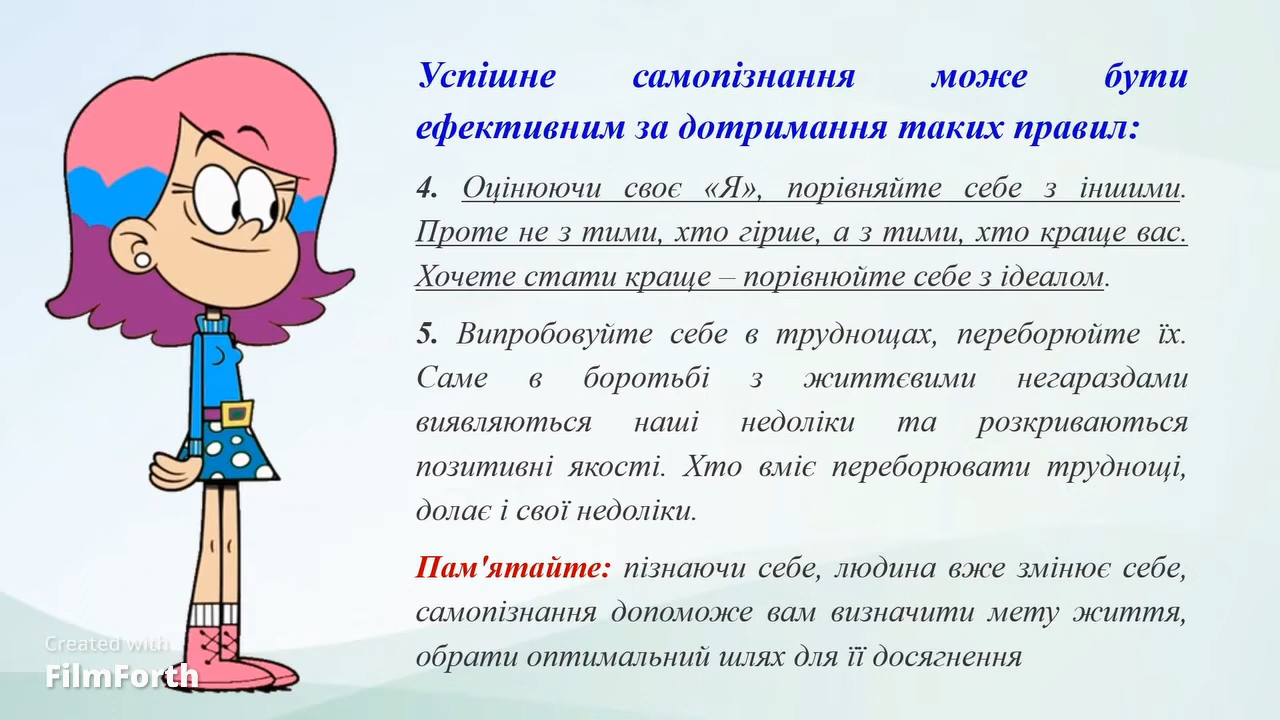 Успішне самопізнання може бути
ефективним за дотримання таких правил:
4. Оцінюючи своє «Я», порівняйте себе з іншими.
Проте не з тими, хто гірше, а з тими, хто краще вас.
Хочете стати краще – порівнюйте себе з ідеалом.
5. Випробовуйте себе в труднощах, переборюйте їх.
Саме в боротьбі з життєвими негараздами
виявляються наші недоліки та розкриваються
позитивні якості. Хто вміє переборювати труднощі,
долає і свої недоліки.
Пам'ятайте: пізнаючи себе, людина вже змінює себе,
самопізнання допоможе вам визначити мету життя,
обрати оптимальний шлях для її досягнення
Created with
FilmForth